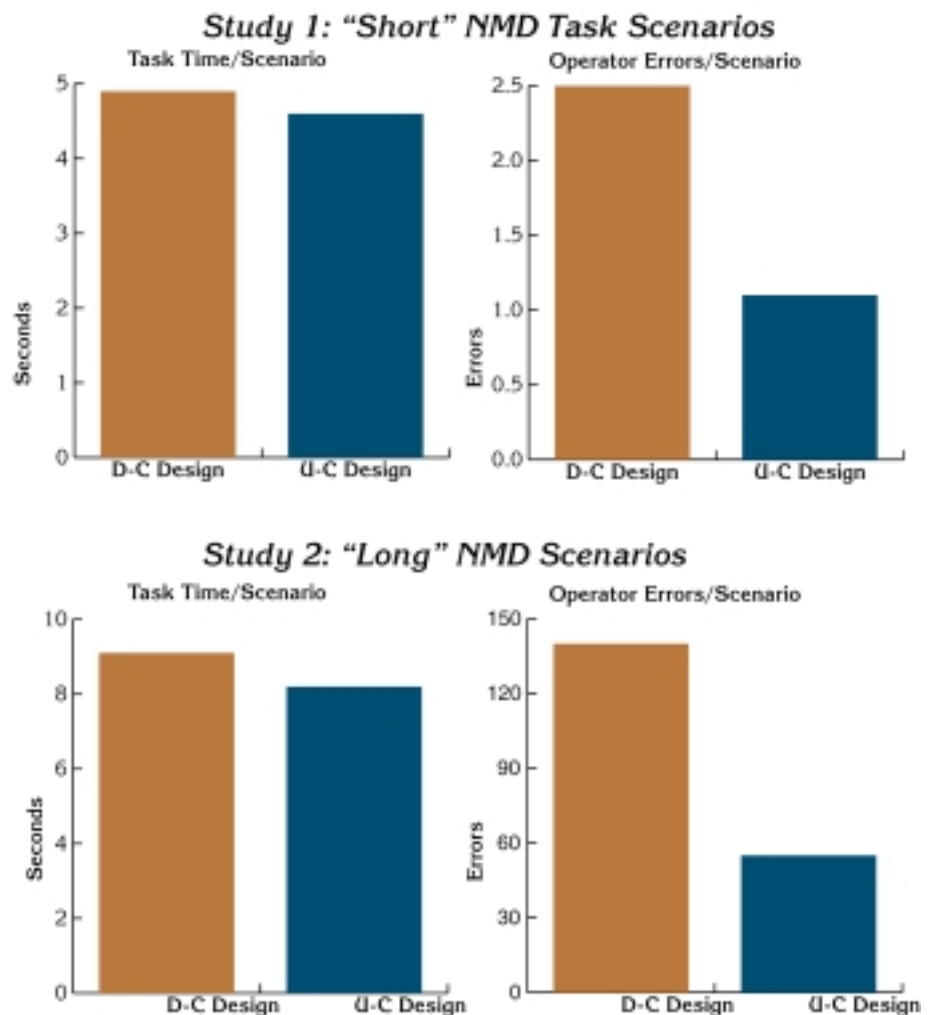 Study 1: “Short” NMD Task Scenarios
Task Time/Scenario
5
4
3
2
1
0
Seconds
D-C Design
U-C Design
Operator Errors/Scenario
2.5
2.0
1.5
1.0
0.5
0.0
Errors
D-C Design
U-C Design
Study 2: “Long” NMD Scenarios
Task Time/Scenario
10
8
6
4
2
0
Seconds
D-C Design
U-C Design
Operator Errors/Scenario
150
120
90
60
30
0
Errors
D-C Design
U-C Design